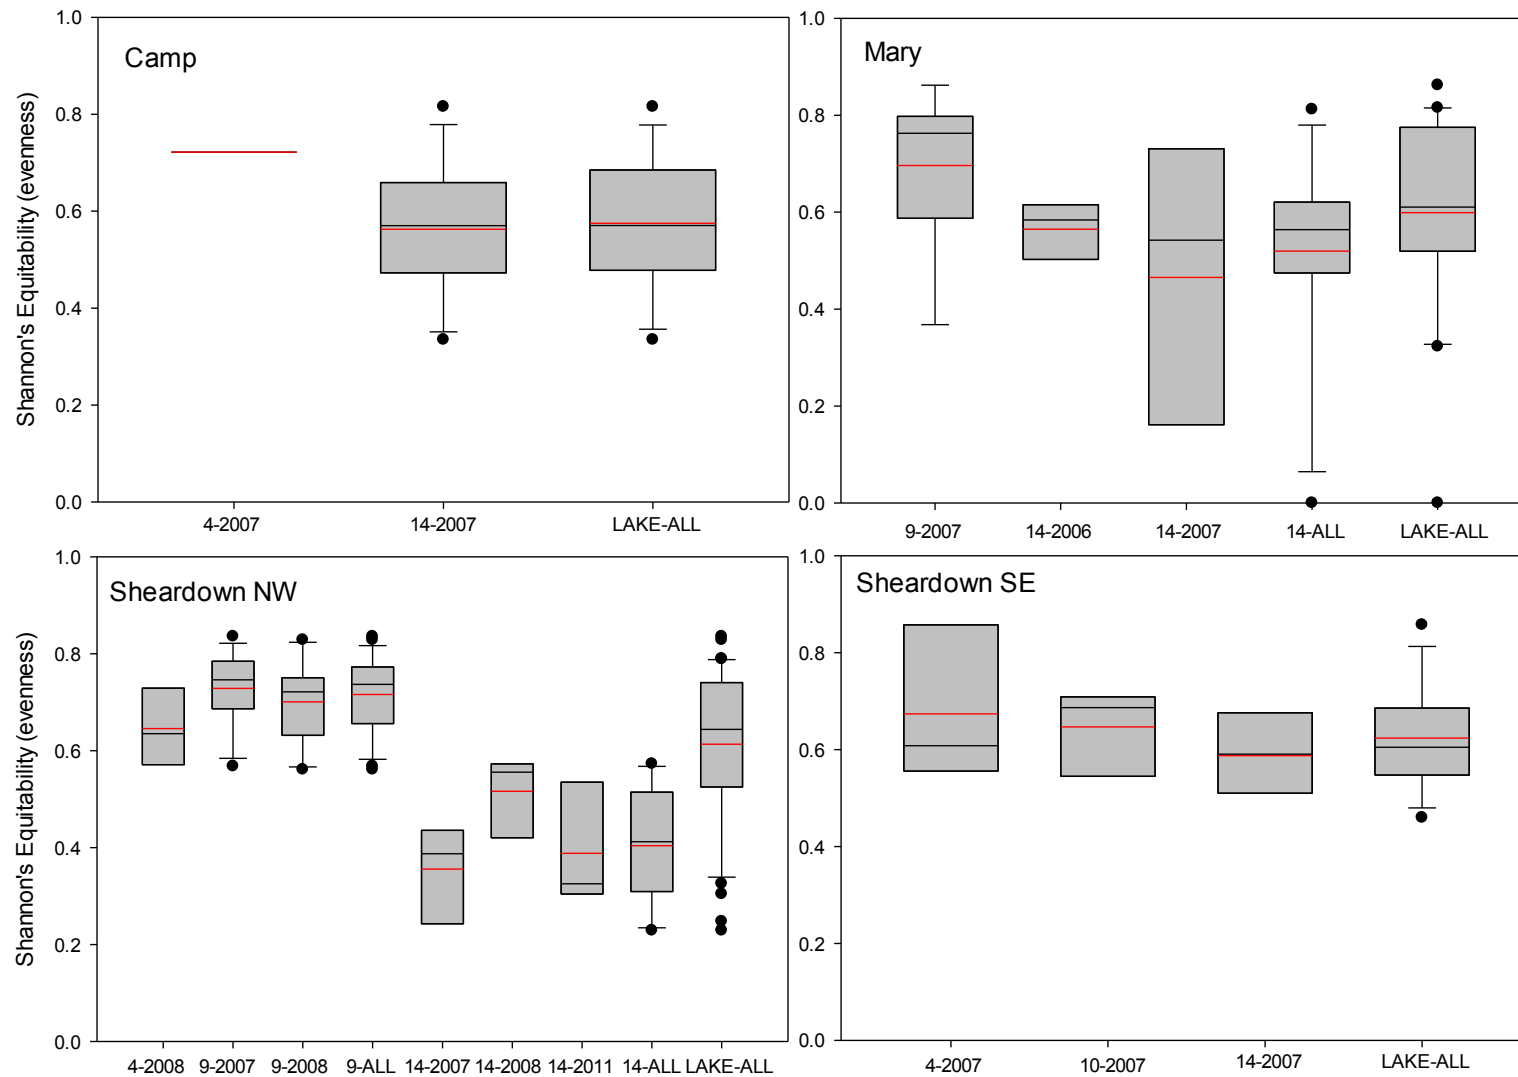 Camp
Shannon's Equitability (evenness)
1.0
0.8
0.6
0.4
0.2
0.0
4-2007
14-2007
LAKE-ALL
Mary
1.0
0.8
0.6
0.4
0.2
0.0
9-2007
14-2006
14-2007
14-ALL
LAKE-ALL
Sheardown NW
Shannon's Equitability (evenness)
1.0
0.8
0.6
0.4
0.2
0.0
4-2008
9-2007
9-2008
9-ALL
14-2007
14-2008
14-2011
14-ALL
LAKE-ALL
Sheardown SE
1.0
0.8
0.6
0.4
0.2
0.0
4-2007
10-2007
14-2007
LAKE-ALL